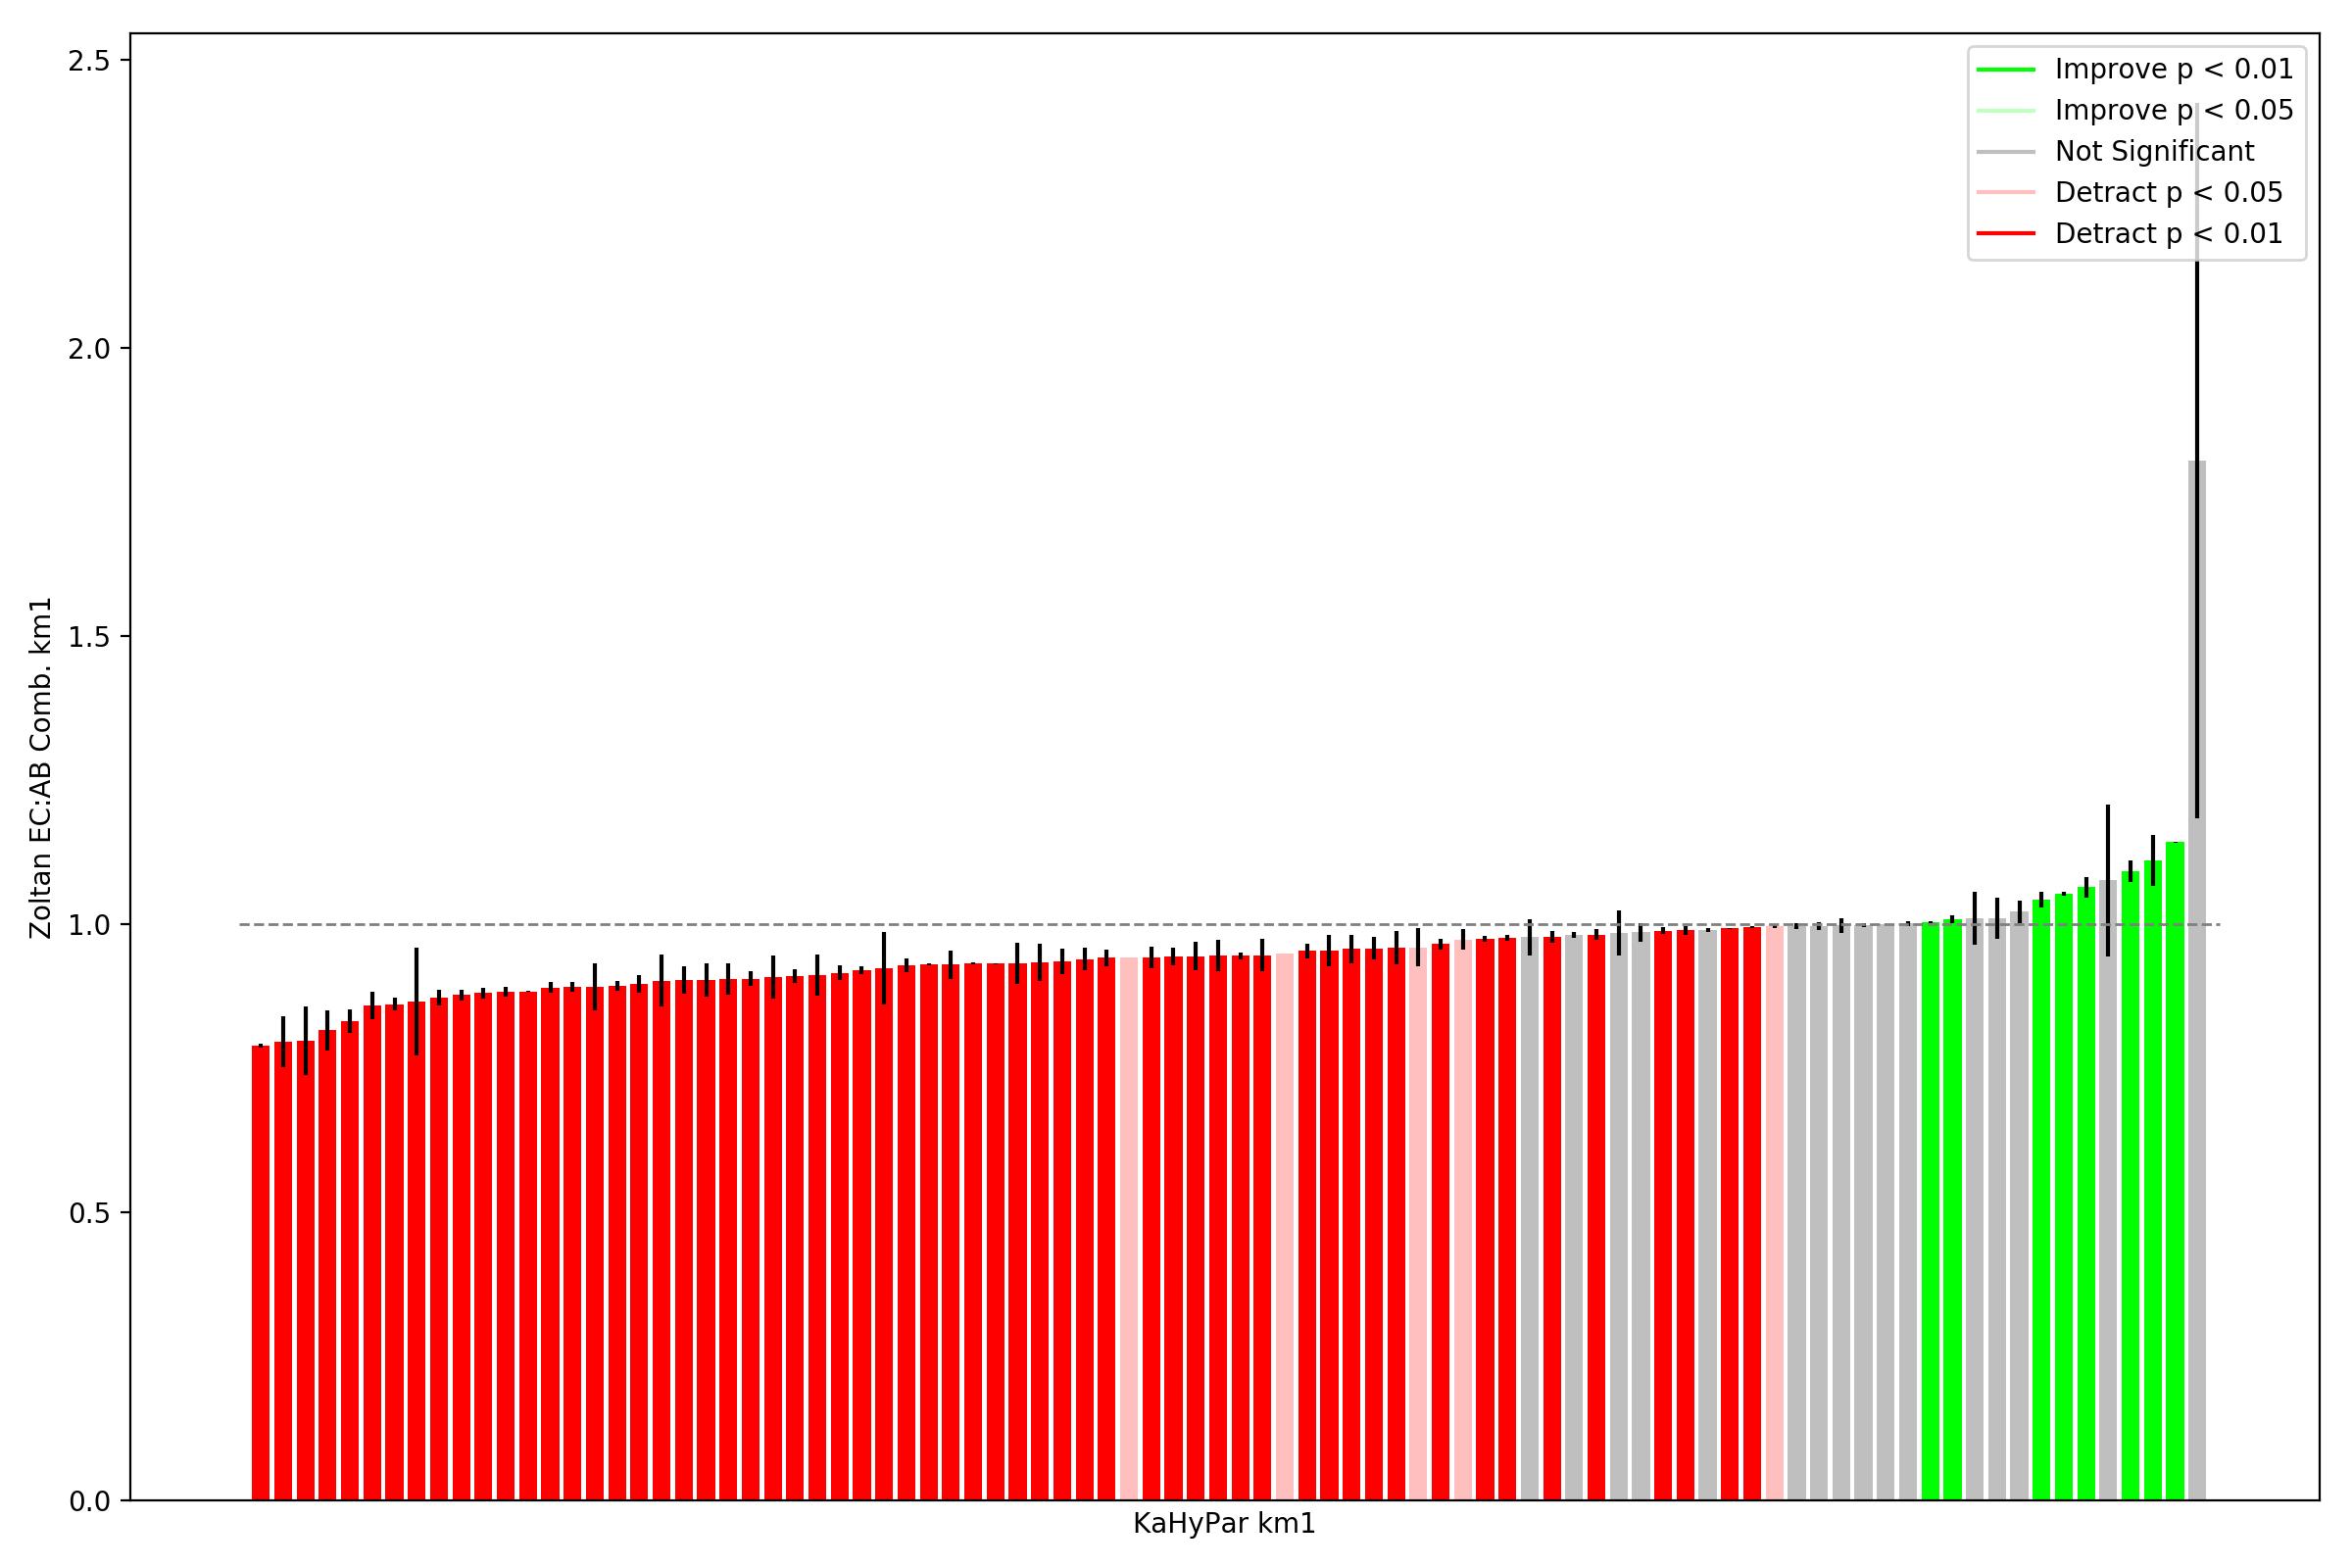 2.5
2.0
1.5
1.0
0.5
0.0
Zoltan EC:AB Comb. km1
KaHyPar km1
Improve p < 0.01
Improve p < 0.05
Not Significant
Detract p < 0.05
Detract p < 0.01